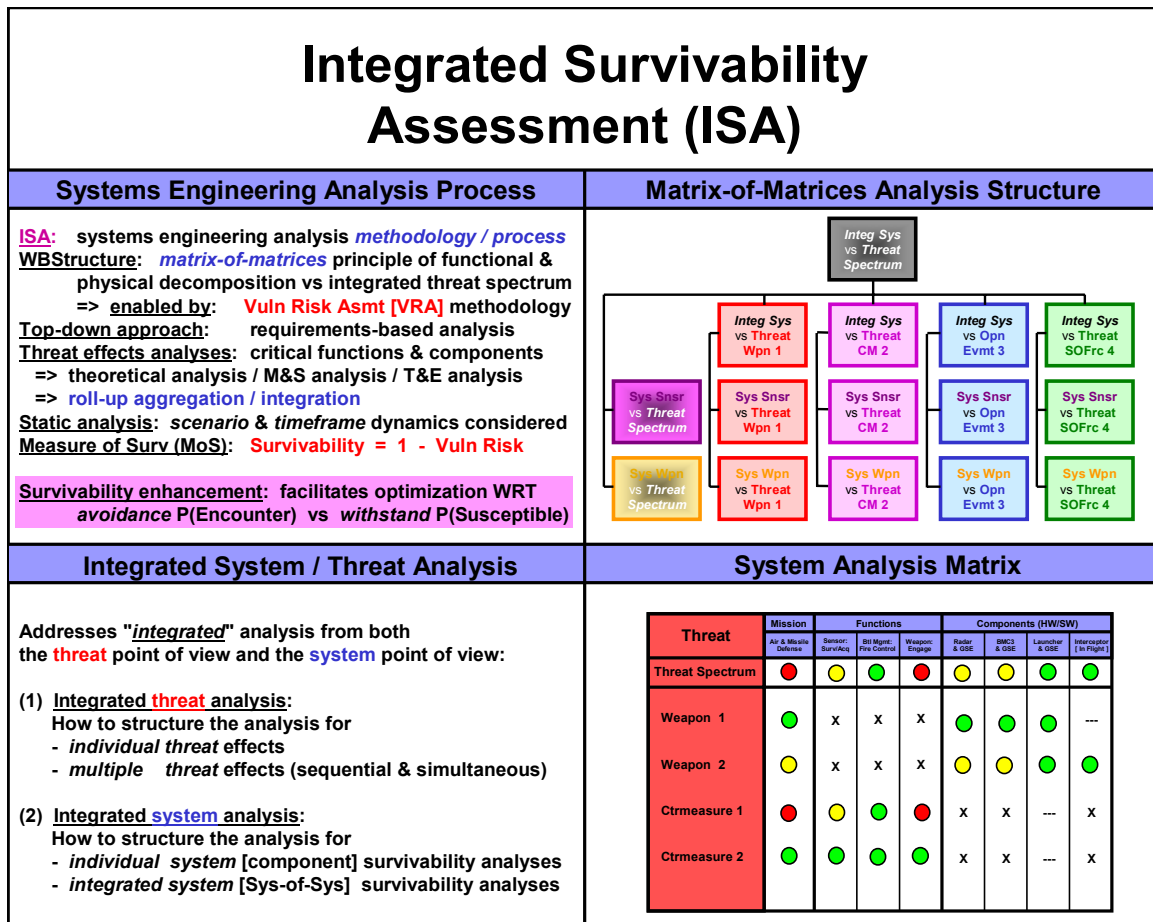 Integrated Survivability
Assessment (ISA)
Systems Engineering Analysis Process
ISA: systems engineering analysis methodology / process
WBStructure: matrix-of-matrices principle of functional &
physical decomposition vs integrated threat spectrum
=> enabled by: Vuln Risk Asmt [VRA] methodology
Top-down approach: requirements-based analysis
Threat effects analyses: critical functions & components
=> theoretical analysis / M&S analysis / T&E analysis
=> roll-up aggregation / integration
Static analysis: scenario & timeframe dynamics considered
Measure of Surv (MoS): Survivability = 1 - Vuln Risk
Survivability enhancement: facilitates optimization WRT
avoidance P(Encounter) vs withstand P(Susceptible)
Matrix-of-Matrices Analysis Structure
Integ Sys
vs Threat
Spectrum
Integ Sys
vs Threat
Wpn 1
Integ Sys
vs Threat
CM 2
Integ Sys
vs Opn
Evmt 3
Integ Sys
vs Threat
SOFrc 4
Sys Snsr
vs Threat
Spectrum
Sys Snsr
vs Threat
Wpn 1
Sys Snsr
vs Threat
CM 2
Sys Snsr
vs Opn
Evmt 3
Sys Snsr
vs Threat
SOFrc 4
Sys Wpn
vs Threat
Spectrum
Sys Wpn
vs Threat
Wpn 1
Sys Wpn
vs Threat
CM 2
Sys Wpn
vs Opn
Evmt 3
Sys Wpn
vs Threat
SOFrc 4
Integrated System / Threat Analysis
Addresses "integrated" analysis from both
the threat point of view and the system point of view:
(1) Integrated threat analysis:
How to structure the analysis for
- individual threat effects
- multiple threat effects (sequential & simultaneous)
(2) Integrated system analysis:
How to structure the analysis for
- individual system [component] survivability analyses
- integrated system [Sys-of-Sys] survivability analyses
System Analysis Matrix
Threat
Mission Functions Components (HW/SW)
Air & Missile Defense
Sensor: Surv/Acq
Btl Mgmt: Fire Control
Weapon: Engage
Radar & GSE
BMC3 & GSE
Launcher & GSE
Interceptor [ In Flight ]
Threat Spectrum
Weapon 1 X X X ---
Weapon 2 X X X
Ctrmeasure 1 X X --- X
Ctrmeasure 2 X X --- X